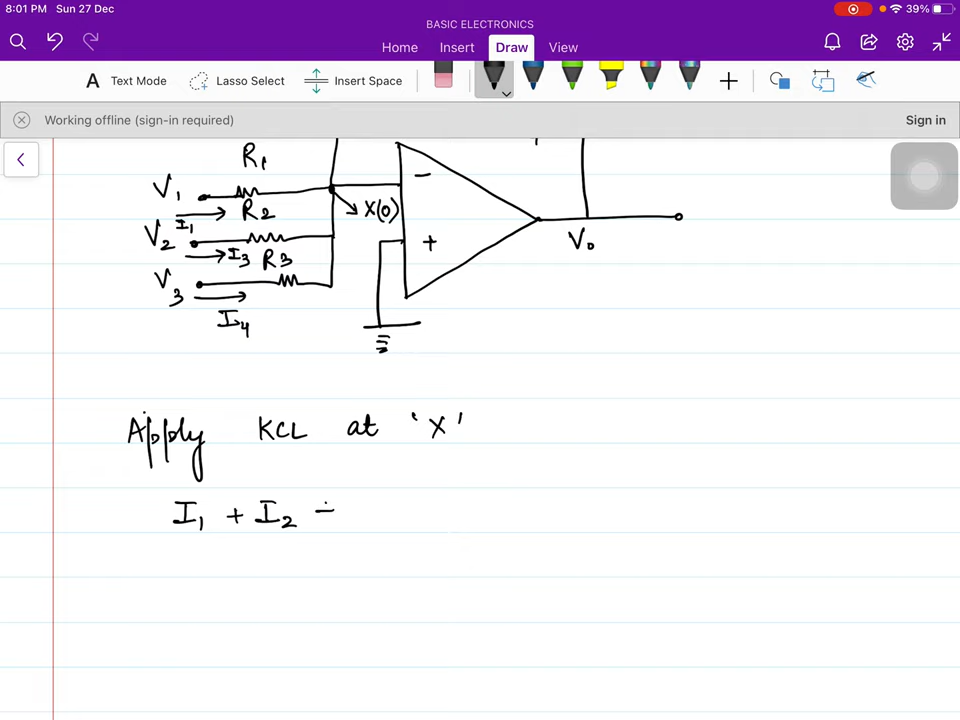 8:01 PM Sun 27 Dec
39%
BASIC ELECTRONICS
Home Insert Draw View
A Text Mode Lasso Select Insert Space
Working offline (sign-in required) Sign in
R1
V1
I1
R2
X(0)
−
V2
I3
R3
+
V0
V3
I4
Apply KCL at 'X'
I1 + I2